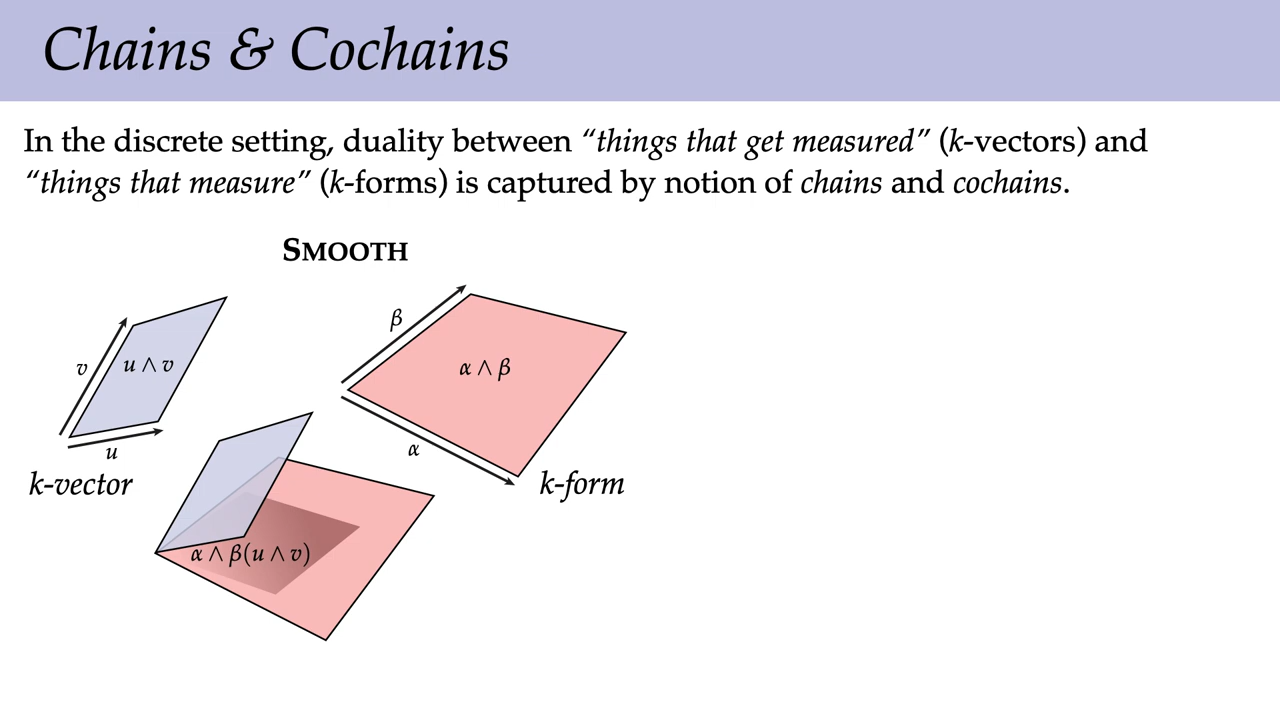 Chains & Cochains
In the discrete setting, duality between “things that get measured” (k-vectors) and
“things that measure” (k-forms) is captured by notion of chains and cochains.
SMOOTH
v
u ∧ v
u
k-vector
β
α ∧ β
α
k-form
α ∧ β(u ∧ v)